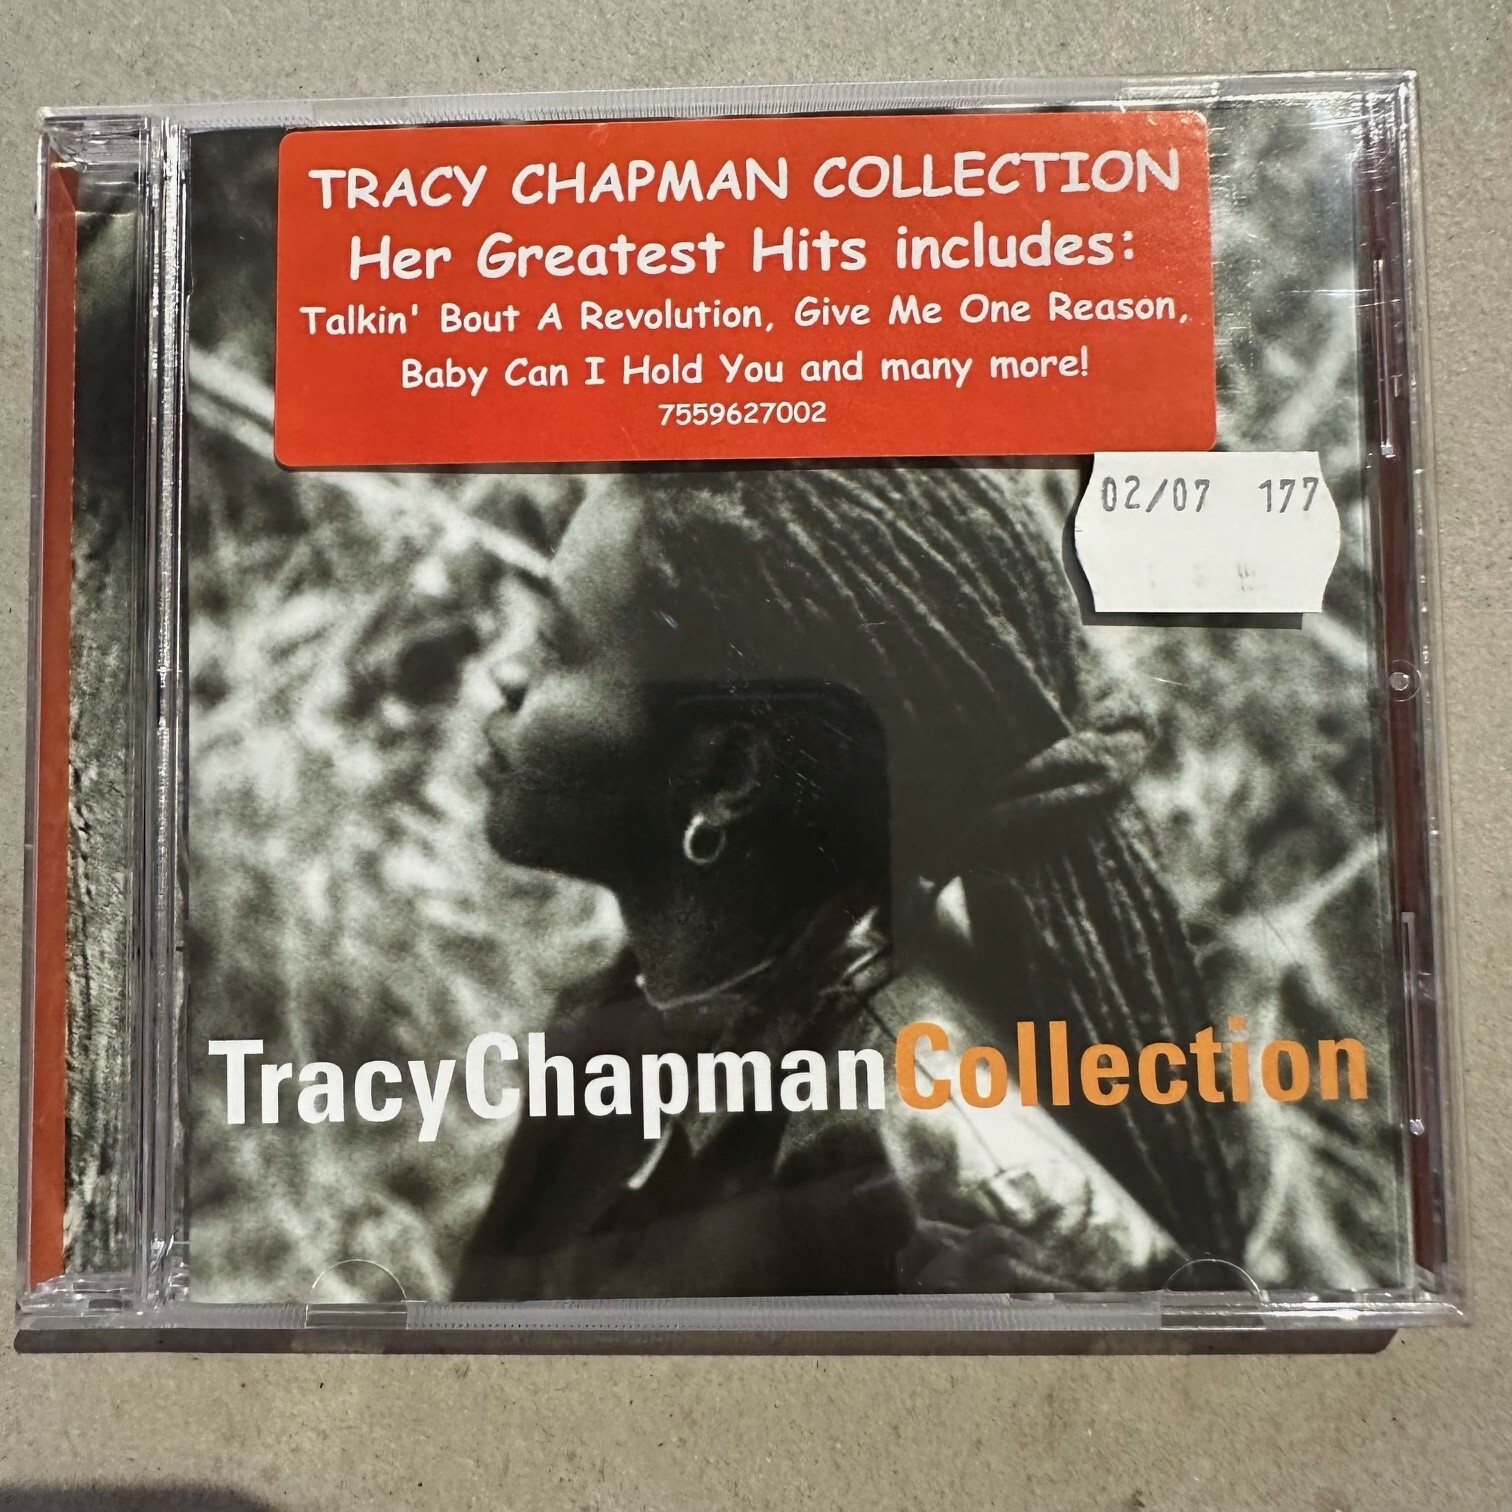 TRACY CHAPMAN COLLECTION
Her Greatest Hits includes:
Talkin' Bout A Revolution, Give Me One Reason,
Baby Can I Hold You and many more!
7559627002
02/07 177
TracyChapmanCollection